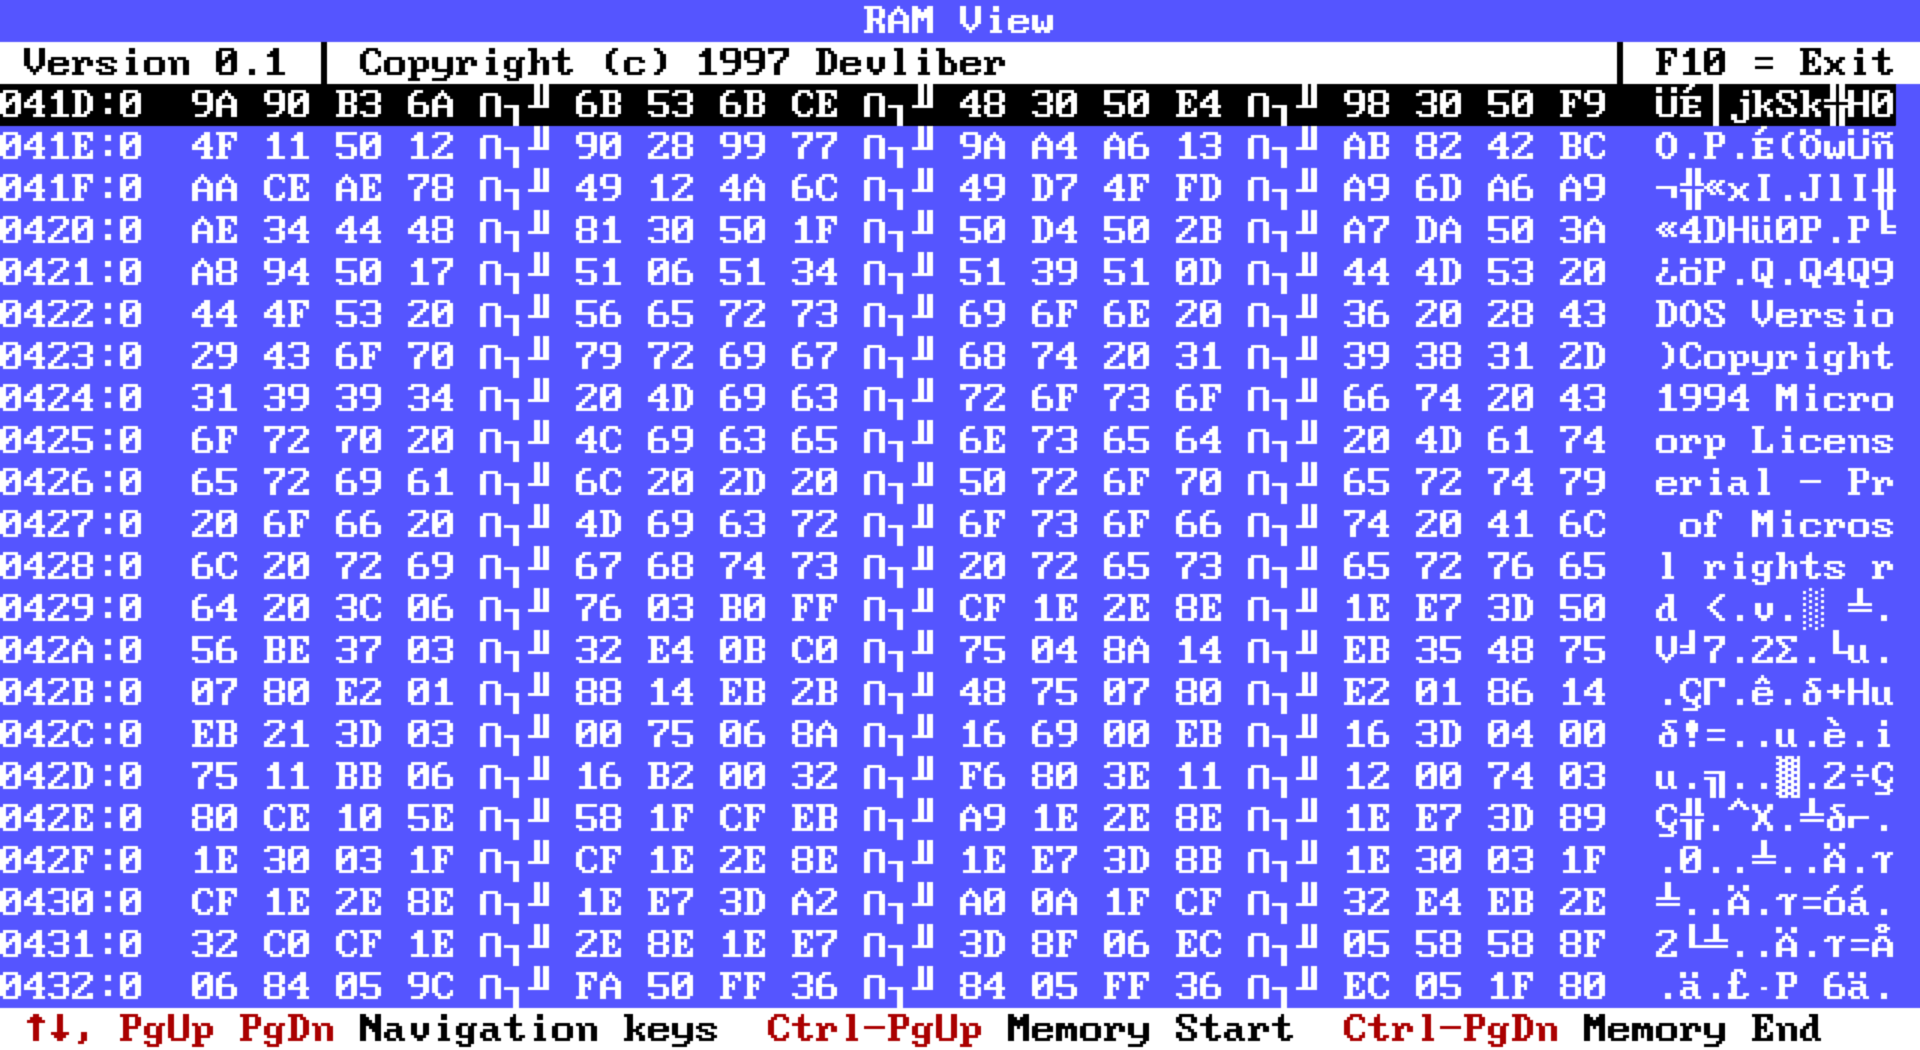 RAM View
Version 0.1 │ Copyright (c) 1997 Devliber │ F10 = Exit
041D:0 9A 90 B3 6A п┐╜ 6B 53 6B CE п┐╜ 48 30 50 E4 п┐╜ 98 30 50 F9 ÜÉ│jkSk╬H0
041E:0 4F 11 50 12 п┐╜ 90 28 99 77 п┐╜ 9A A4 A6 13 п┐╜ AB 82 42 BC O.P.É(ÖwÜñ
041F:0 AA CE AE 78 п┐╜ 49 12 4A 6C п┐╜ 49 D7 4F FD п┐╜ A9 6D A6 A9 ¬╬«xI.JlI╫
0420:0 AE 34 44 48 п┐╜ 81 30 50 1F п┐╜ 50 D4 50 2B п┐╜ A7 DA 50 3A «4DHü0P.P╘
0421:0 A8 94 50 17 п┐╜ 51 06 51 34 п┐╜ 51 39 51 0D п┐╜ 44 4D 53 20 ¿öP.Q.Q4Q9
0422:0 44 4F 53 20 п┐╜ 56 65 72 73 п┐╜ 69 6F 6E 20 п┐╜ 36 20 28 43 DOS Versio
0423:0 29 43 6F 70 п┐╜ 79 72 69 67 п┐╜ 68 74 20 31 п┐╜ 39 38 31 2D )Copyright
0424:0 31 39 39 34 п┐╜ 20 4D 69 63 п┐╜ 72 6F 73 6F п┐╜ 66 74 20 43 1994 Micro
0425:0 6F 72 70 20 п┐╜ 4C 69 63 65 п┐╜ 6E 73 65 64 п┐╜ 20 4D 61 74 orp Licens
0426:0 65 72 69 61 п┐╜ 6C 20 2D 20 п┐╜ 50 72 6F 70 п┐╜ 65 72 74 79 erial - Pr
0427:0 20 6F 66 20 п┐╜ 4D 69 63 72 п┐╜ 6F 73 6F 66 п┐╜ 74 20 41 6C of Micros
0428:0 6C 20 72 69 п┐╜ 67 68 74 73 п┐╜ 20 72 65 73 п┐╜ 65 72 76 65 l rights r
0429:0 64 20 3C 06 п┐╜ 76 03 B0 FF п┐╜ CF 1E 2E 8E п┐╜ 1E E7 3D 50 d <.v.░ ╧.
042A:0 56 BE 37 03 п┐╜ 32 E4 0B C0 п┐╜ 75 04 8A 14 п┐╜ EB 35 48 75 V╛7.2Σ.└u.
042B:0 07 80 E2 01 п┐╜ 88 14 EB 2B п┐╜ 48 75 07 80 п┐╜ E2 01 86 14 .ÇΓ.ê.δ+Hu
042C:0 EB 21 3D 03 п┐╜ 00 75 06 8A п┐╜ 16 69 00 EB п┐╜ 16 3D 04 00 δ!=..u.è.i
042D:0 75 11 BB 06 п┐╜ 16 B2 00 32 п┐╜ F6 80 3E 11 п┐╜ 12 00 74 03 u.╗..▓.2÷Ç
042E:0 80 CE 10 5E п┐╜ 58 1F CF EB п┐╜ A9 1E 2E 8E п┐╜ 1E E7 3D 89 Ç╬.^X.╧δ⌐.
042F:0 1E 30 03 1F п┐╜ CF 1E 2E 8E п┐╜ 1E E7 3D 8B п┐╜ 1E 30 03 1F .0..╧..Ä.τ
0430:0 CF 1E 2E 8E п┐╜ 1E E7 3D A2 п┐╜ A0 0A 1F CF п┐╜ 32 E4 EB 2E ╧..Ä.τ=óá.
0431:0 32 C0 CF 1E п┐╜ 2E 8E 1E E7 п┐╜ 3D 8F 06 EC п┐╜ 05 58 58 8F 2└╧..Ä.τ=Å
0432:0 06 84 05 9C п┐╜ FA 50 FF 36 п┐╜ 84 05 FF 36 п┐╜ EC 05 1F 80 .ä.£·P 6ä.
↑↓, PgUp PgDn Navigation keys Ctrl-PgUp Memory Start Ctrl-PgDn Memory End